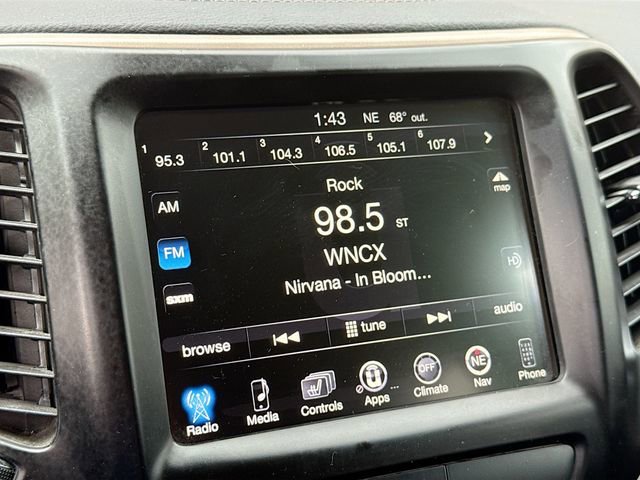 1:43 NE 68° out.
1 95.3 2 101.1 3 104.3 4 106.5 5 105.1 6 107.9
Rock
map
AM
98.5 ST
FM
WNCX
HD
Nirvana - In Bloom...
sxm
browse tune audio
Radio Media Controls Apps ... OFF Climate NE Nav Phone